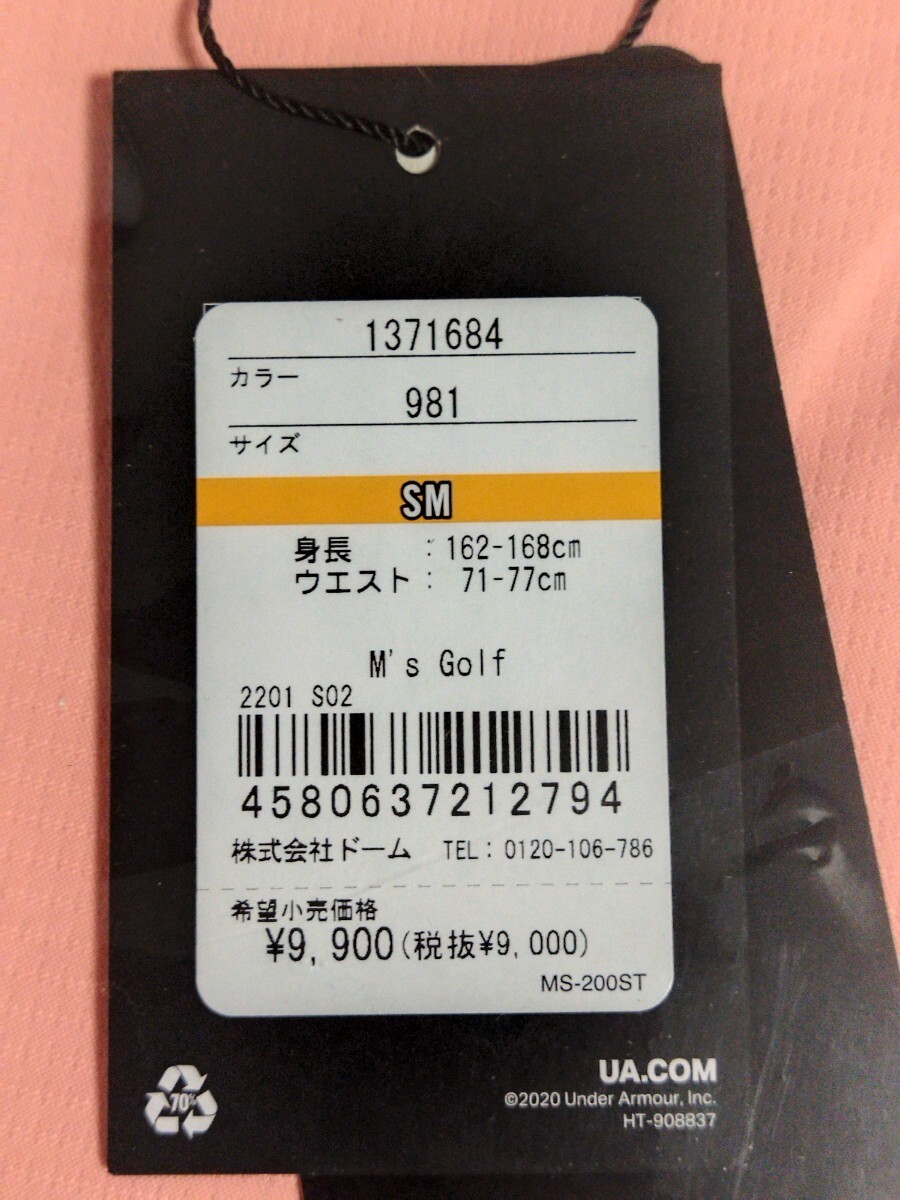 1371684
カラー
981
サイズ
SM
身長 : 162-168cm
ウエスト : 71-77cm
M's Golf
2201 S02
4580637212794
株式会社ドーム TEL: 0120-106-786
希望小売価格
¥9,900(税抜¥9,000)
MS-200ST
70%
UA.COM
©2020 Under Armour, Inc.
HT-908837